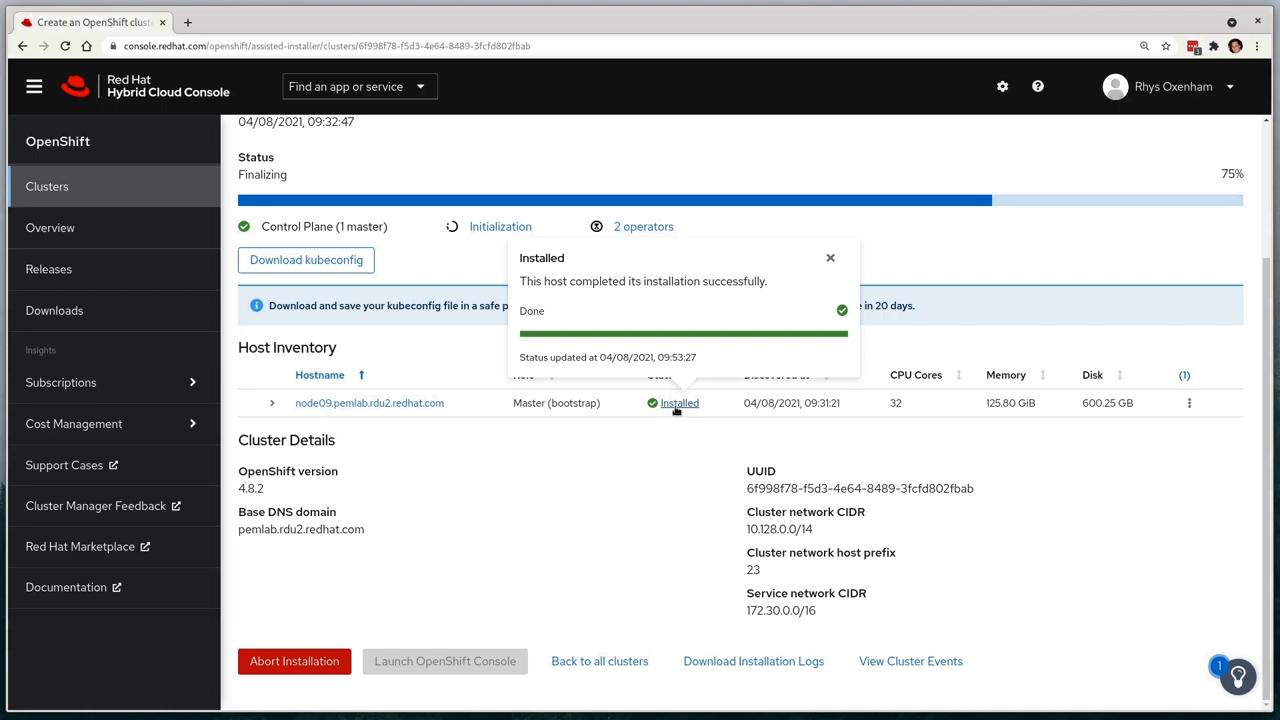 Create an OpenShift clust
console.redhat.com/openshift/assisted-installer/clusters/6f998f78-f5d3-4e64-8489-3fcfd802fbab
Red Hat
Hybrid Cloud Console
Find an app or service
Rhys Oxenham
OpenShift
Clusters
Overview
Releases
Downloads
Insights
Subscriptions
Cost Management
Support Cases
Cluster Manager Feedback
Red Hat Marketplace
Documentation
04/08/2021, 09:32:47
Status
Finalizing
75%
Control Plane (1 master)
Initialization
2 operators
Download kubeconfig
Installed
This host completed its installation successfully.
Done
Status updated at 04/08/2021, 09:53:27
Download and save your kubeconfig file in a safe p
e in 20 days.
Host Inventory
Hostname
CPU Cores
Memory
Disk
(1)
node09.pemlab.rdu2.redhat.com
Master (bootstrap)
Installed
04/08/2021, 09:31:21
32
125.80 GiB
600.25 GB
Cluster Details
OpenShift version
4.8.2
Base DNS domain
pemlab.rdu2.redhat.com
UUID
6f998f78-f5d3-4e64-8489-3fcfd802fbab
Cluster network CIDR
10.128.0.0/14
Cluster network host prefix
23
Service network CIDR
172.30.0.0/16
Abort Installation
Launch OpenShift Console
Back to all clusters
Download Installation Logs
View Cluster Events
1